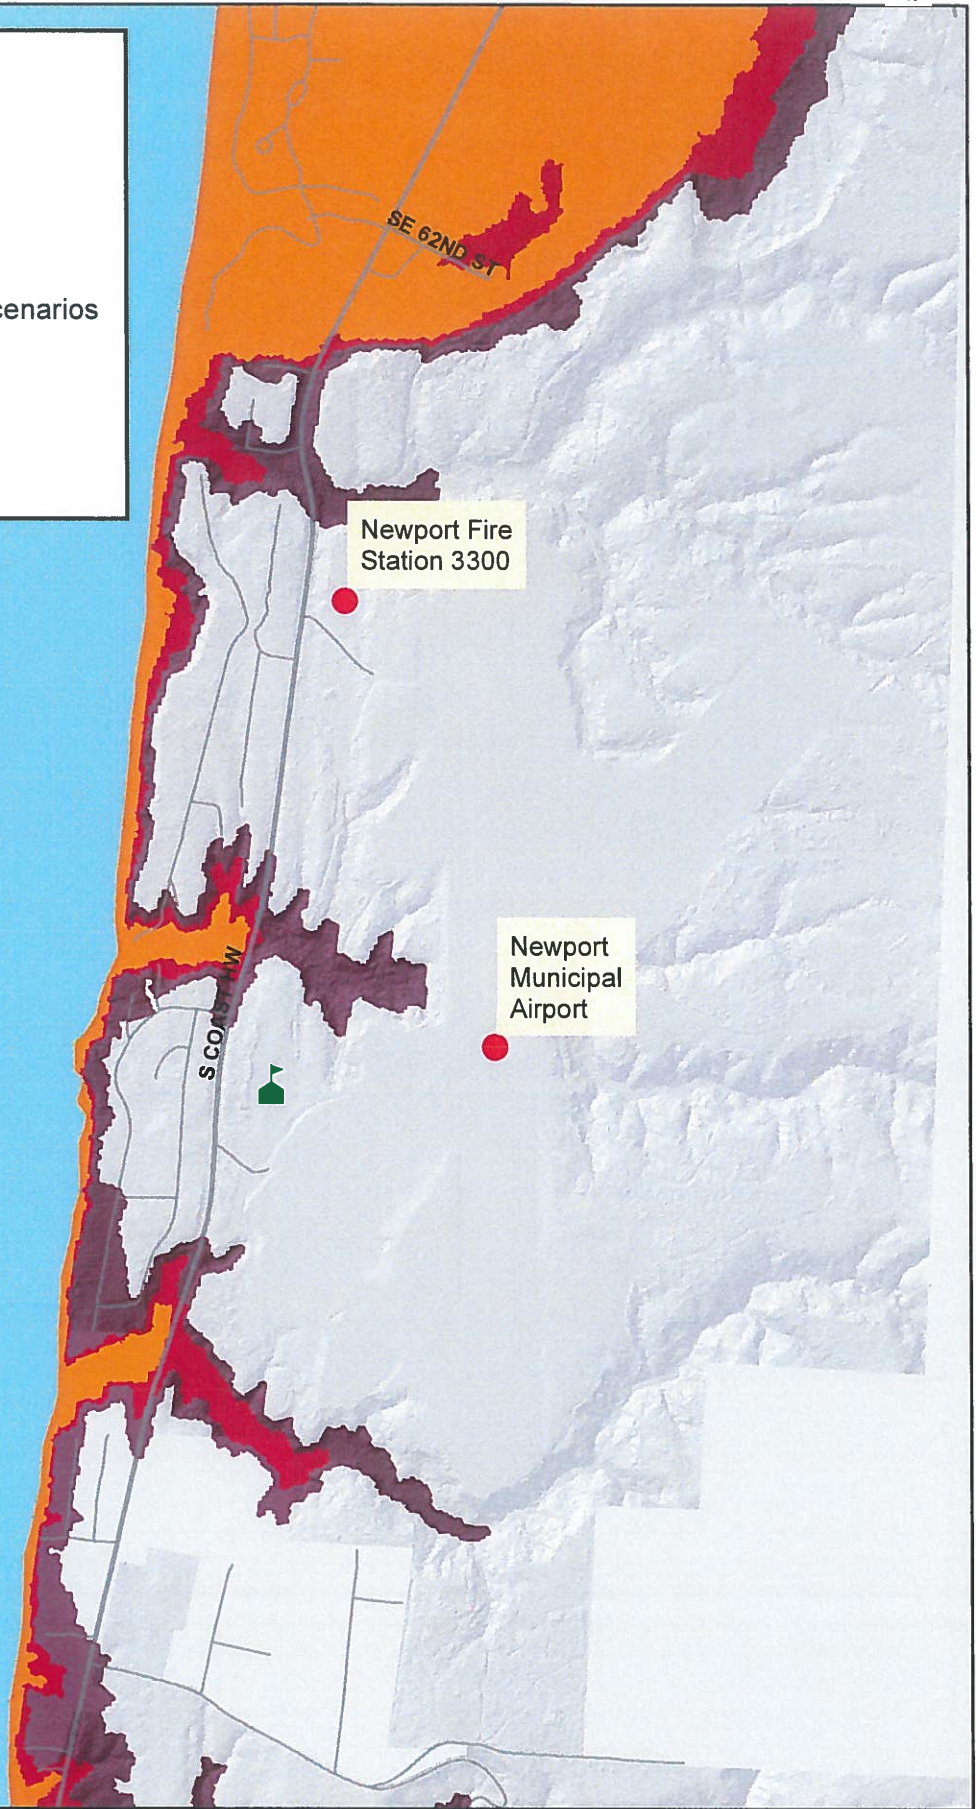 cenarios
SE 62ND ST
Newport Fire
Station 3300
Newport
Municipal
Airport
S COAST HW